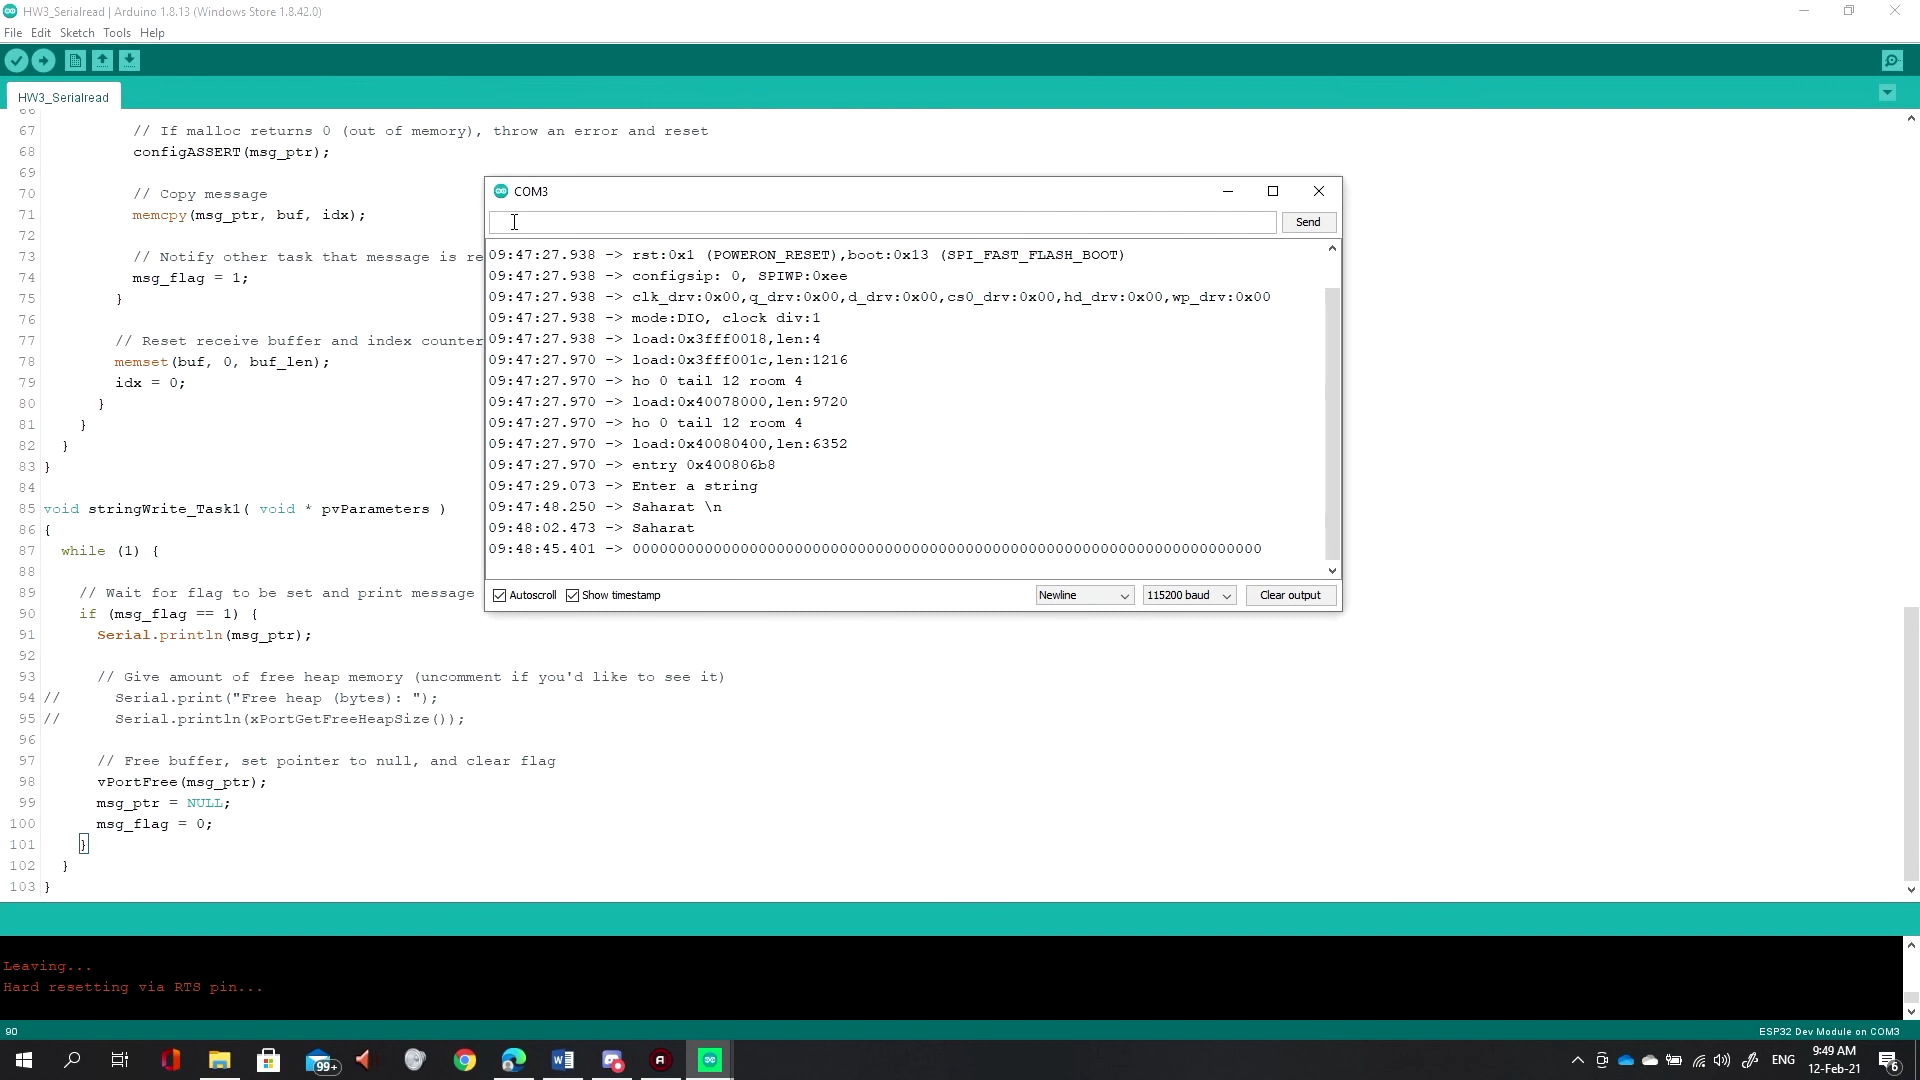 HW3_Serialread | Arduino 1.8.13 (Windows Store 1.8.42.0)
File Edit Sketch Tools Help
HW3_Serialread
67 // If malloc returns 0 (out of memory), throw an error and reset
68 configASSERT(msg_ptr);
69
70 // Copy message
71 memcpy(msg_ptr, buf, idx);
72
73 // Notify other task that message is re
74 msg_flag = 1;
75 }
76
77 // Reset receive buffer and index counter
78 memset(buf, 0, buf_len);
79 idx = 0;
80 }
81 }
82 }
83 }
84
85 void stringWrite_Task1( void * pvParameters )
86 {
87 while (1) {
88
89 // Wait for flag to be set and print message
90 if (msg_flag == 1) {
91 Serial.println(msg_ptr);
92
93 // Give amount of free heap memory (uncomment if you'd like to see it)
94 // Serial.print("Free heap (bytes): ");
95 // Serial.println(xPortGetFreeHeapSize());
96
97 // Free buffer, set pointer to null, and clear flag
98 vPortFree(msg_ptr);
99 msg_ptr = NULL;
100 msg_flag = 0;
101 }
102 }
103 }
COM3
Send
09:47:27.938 -> rst:0x1 (POWERON_RESET),boot:0x13 (SPI_FAST_FLASH_BOOT)
09:47:27.938 -> configsip: 0, SPIWP:0xee
09:47:27.938 -> clk_drv:0x00,q_drv:0x00,d_drv:0x00,cs0_drv:0x00,hd_drv:0x00,wp_drv:0x00
09:47:27.938 -> mode:DIO, clock div:1
09:47:27.938 -> load:0x3fff0018,len:4
09:47:27.970 -> load:0x3fff001c,len:1216
09:47:27.970 -> ho 0 tail 12 room 4
09:47:27.970 -> load:0x40078000,len:9720
09:47:27.970 -> ho 0 tail 12 room 4
09:47:27.970 -> load:0x40080400,len:6352
09:47:27.970 -> entry 0x400806b8
09:47:29.073 -> Enter a string
09:47:48.250 -> Saharat \n
09:48:02.473 -> Saharat
09:48:45.401 -> 0000000000000000000000000000000000000000000000000000000000000000000000
Autoscroll Show timestamp Newline 115200 baud Clear output
Leaving...
Hard resetting via RTS pin...
90 ESP32 Dev Module on COM3
99+
ENG
9:49 AM
12-Feb-21
6